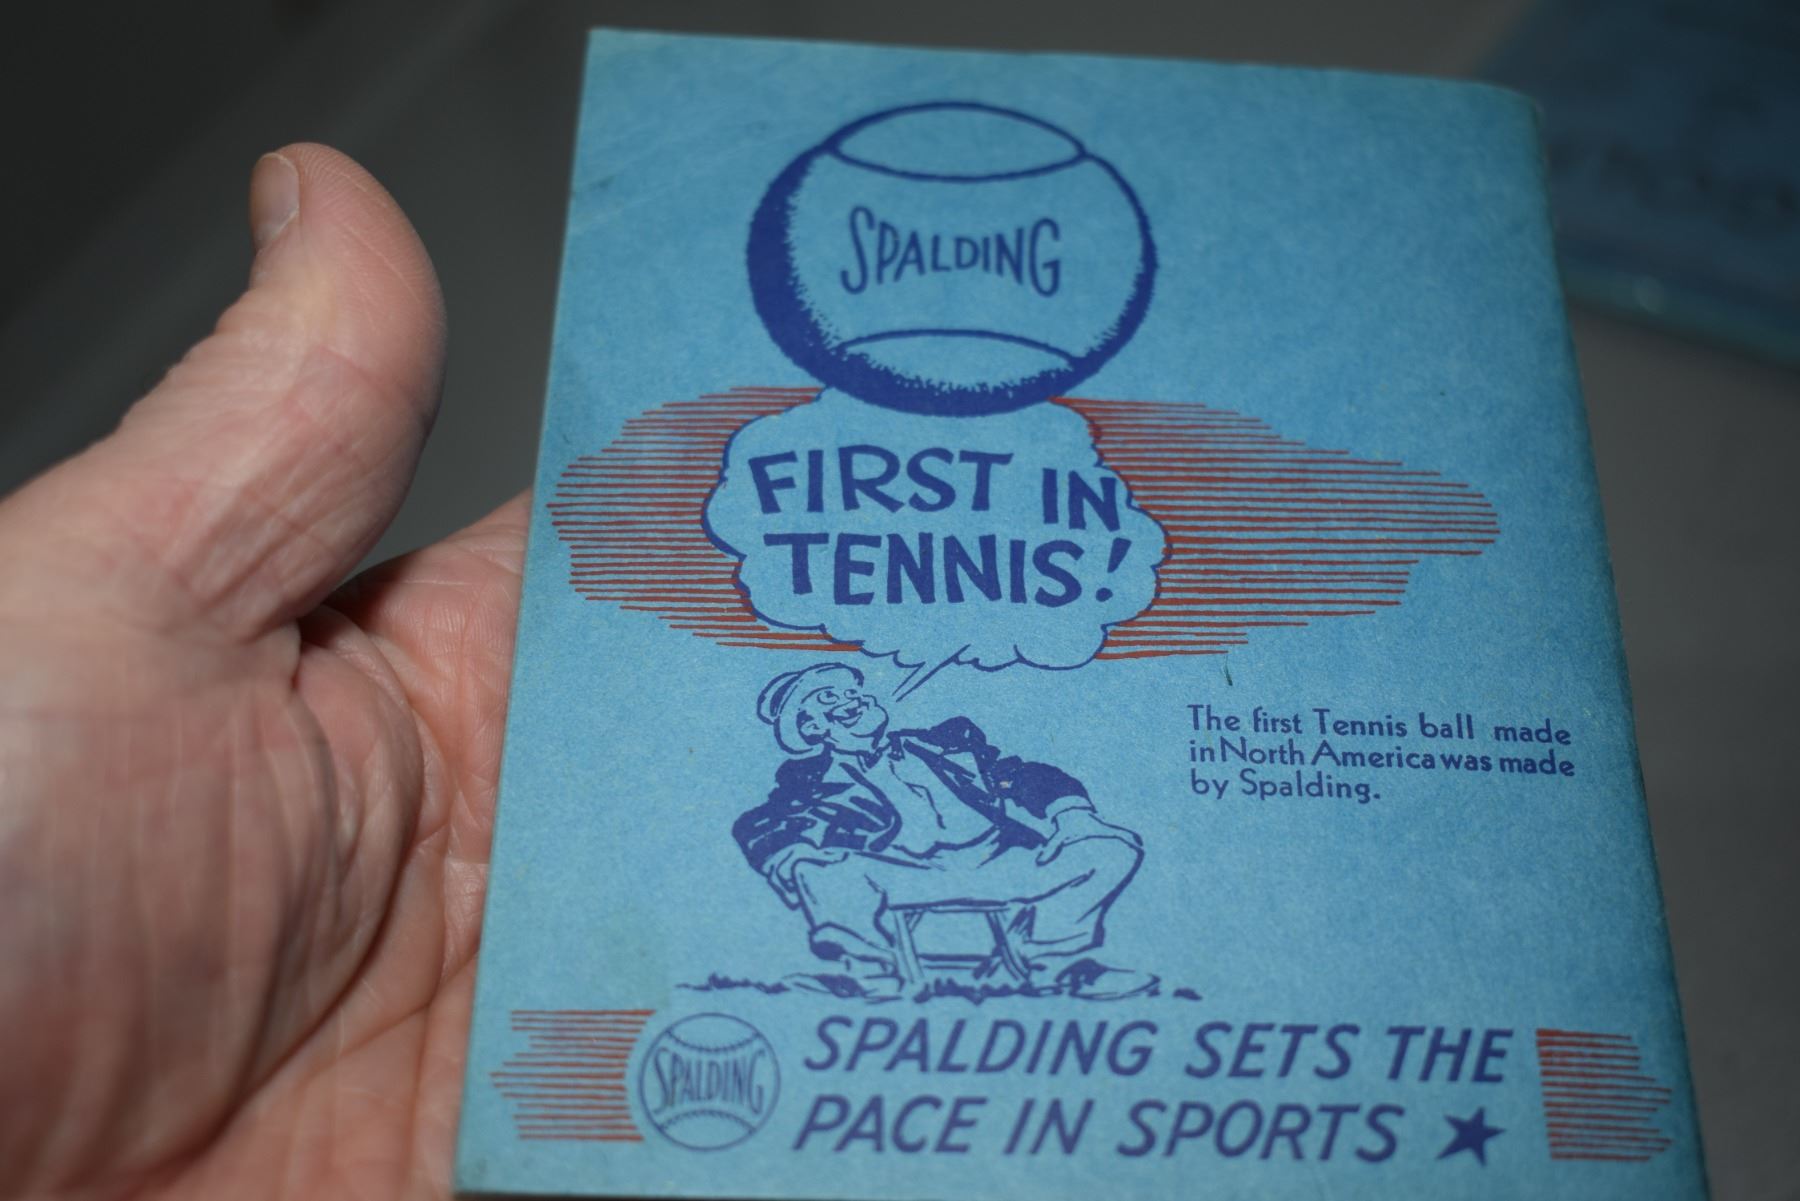 SPALDING
FIRST IN
TENNIS!
The first Tennis ball made
in North America was made
by Spalding.
SPALDING
SPALDING SETS THE
PACE IN SPORTS ★